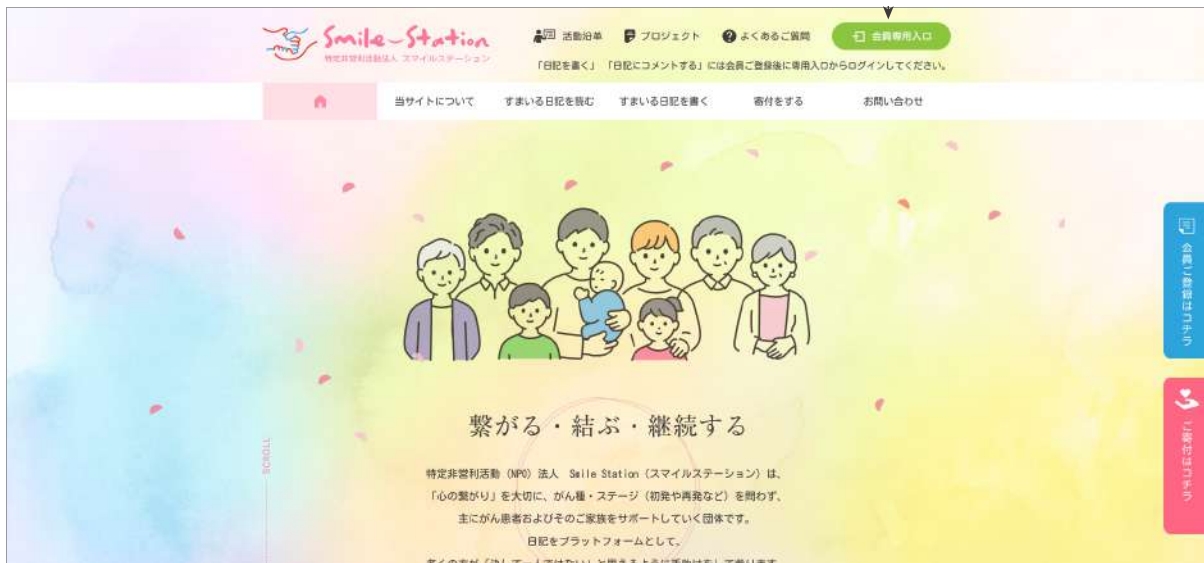 Smile-Station
特定非営利活動法人 スマイルステーション
活動沿革
プロジェクト
よくあるご質問
会員専用入口
「日記を書く」「日記にコメントする」には会員ご登録後に専用入口からログインしてください。
当サイトについて
すまいる日記を読む
すまいる日記を書く
寄付をする
お問い合わせ
会員ご登録はコチラ
ご寄付はコチラ
SCROLL
繋がる・結ぶ・継続する
特定非営利活動（NPO）法人　Smile Station（スマイルステーション）は、
「心の繋がり」を大切に、がん種・ステージ（初発や再発など）を問わず、
主にがん患者およびそのご家族をサポートしていく団体です。
日記をプラットフォームとして、